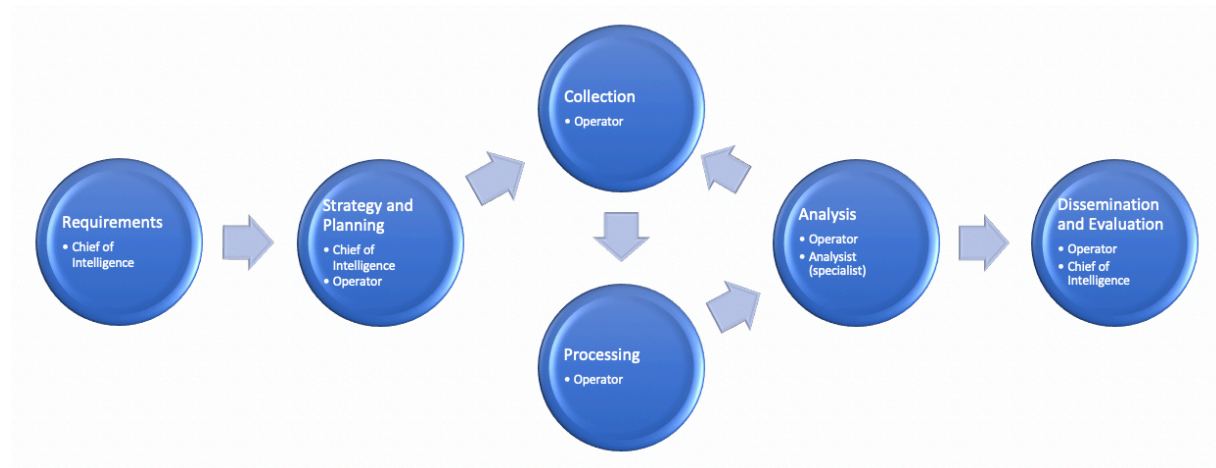 Requirements
• Chief of
Intelligence
Strategy and
Planning
• Chief of
Intelligence
• Operator
Collection
• Operator
Processing
• Operator
Analysis
• Operator
• Analysist
(specialist)
Dissemination
and Evaluation
• Operator
• Chief of
Intelligence